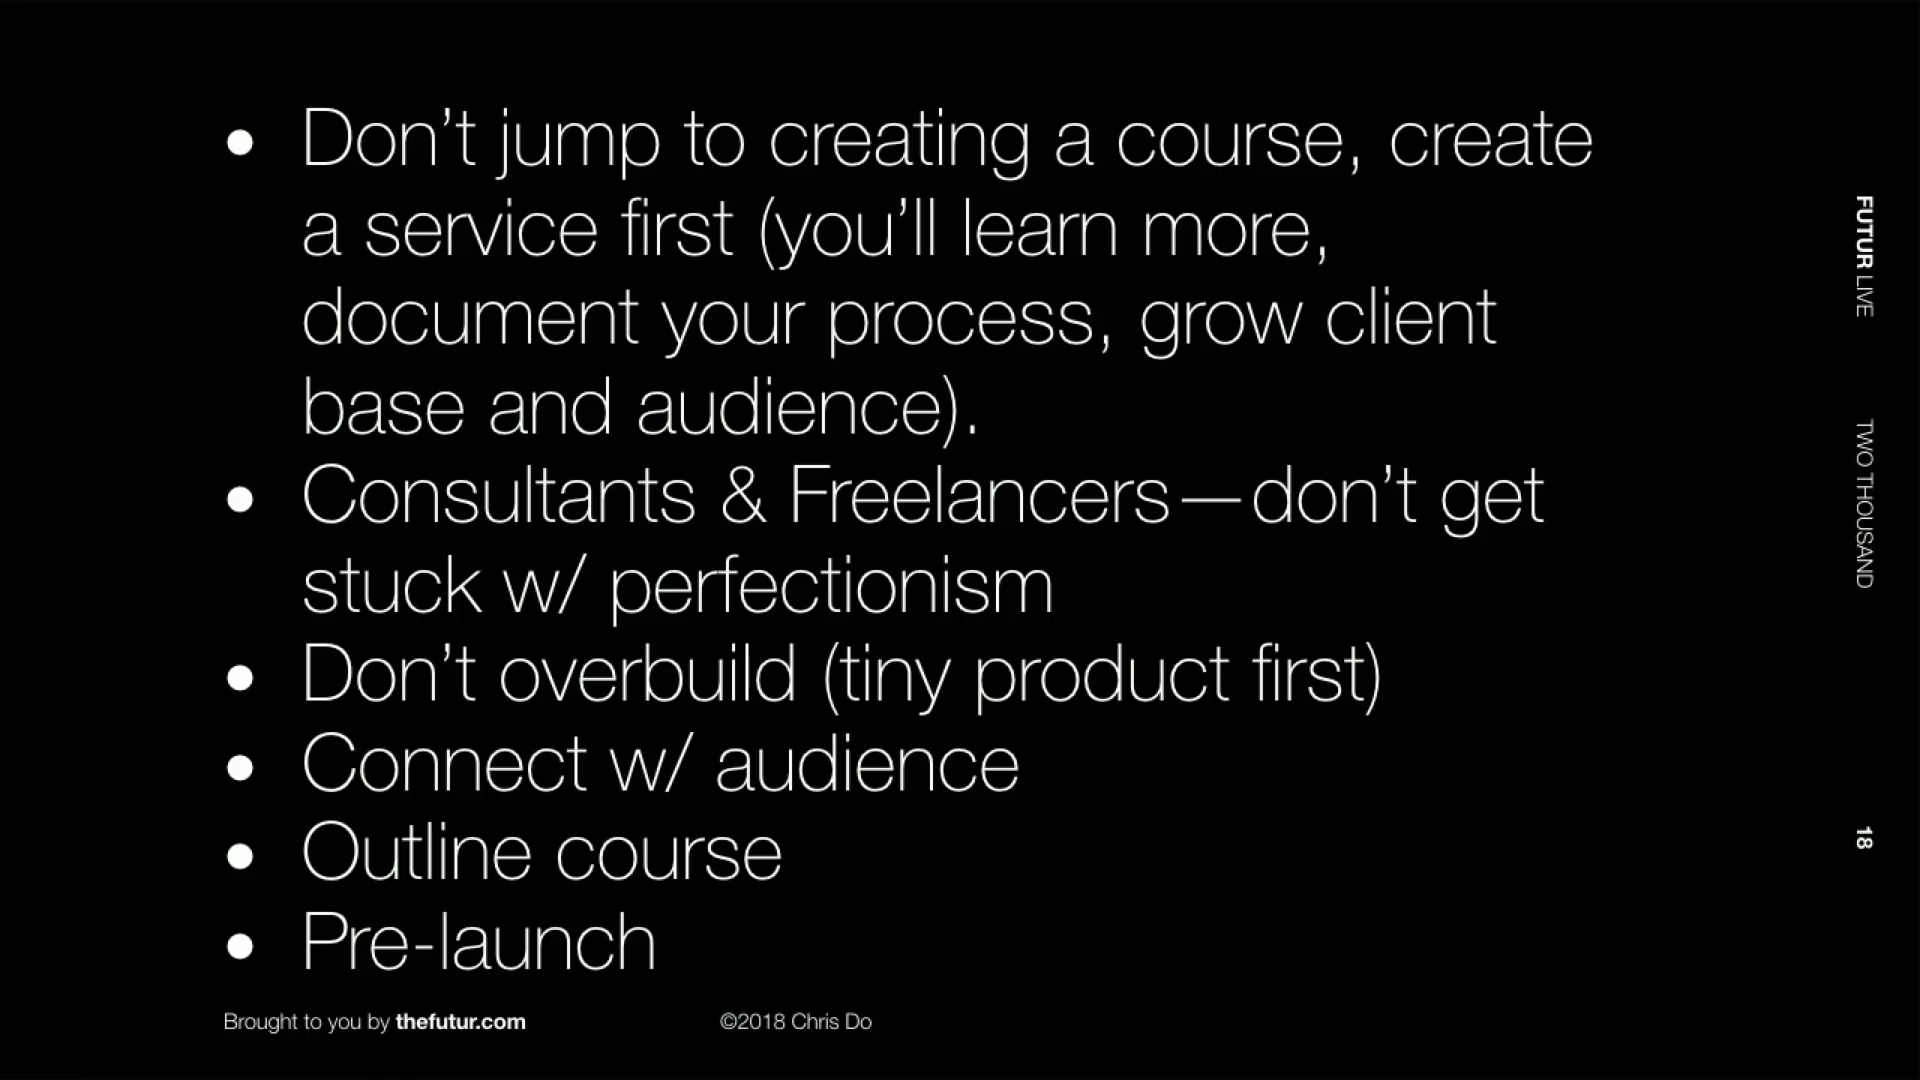 • Don’t jump to creating a course, create
a service first (you’ll learn more,
document your process, grow client
base and audience).
• Consultants & Freelancers—don’t get
stuck w/ perfectionism
• Don’t overbuild (tiny product first)
• Connect w/ audience
• Outline course
• Pre-launch
Brought to you by thefutur.com
©2018 Chris Do
FUTUR LIVE
TWO THOUSAND
18